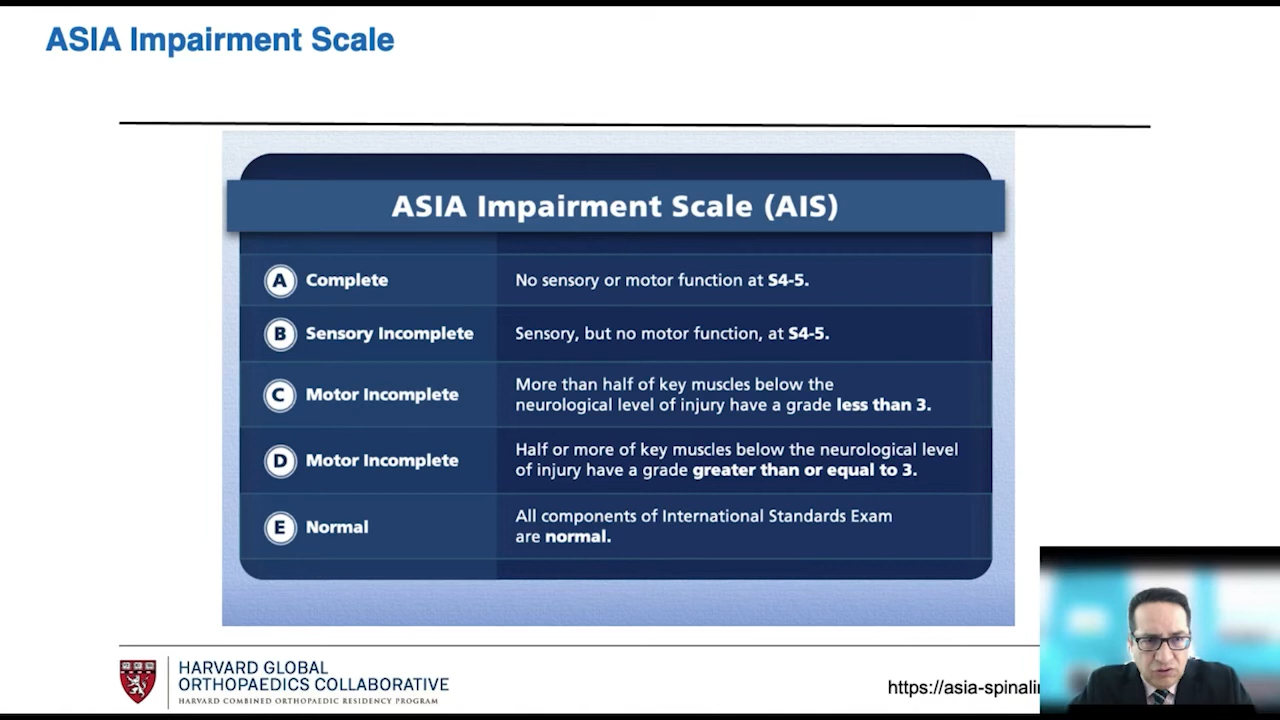 ASIA Impairment Scale
ASIA Impairment Scale (AIS)
A Complete
No sensory or motor function at S4-5.
B Sensory Incomplete
Sensory, but no motor function, at S4-5.
C Motor Incomplete
More than half of key muscles below the
neurological level of injury have a grade less than 3.
D Motor Incomplete
Half or more of key muscles below the neurological level
of injury have a grade greater than or equal to 3.
E Normal
All components of International Standards Exam
are normal.
HARVARD GLOBAL
ORTHOPAEDICS COLLABORATIVE
HARVARD COMBINED ORTHOPAEDIC RESIDENCY PROGRAM
https://asia-spinalin